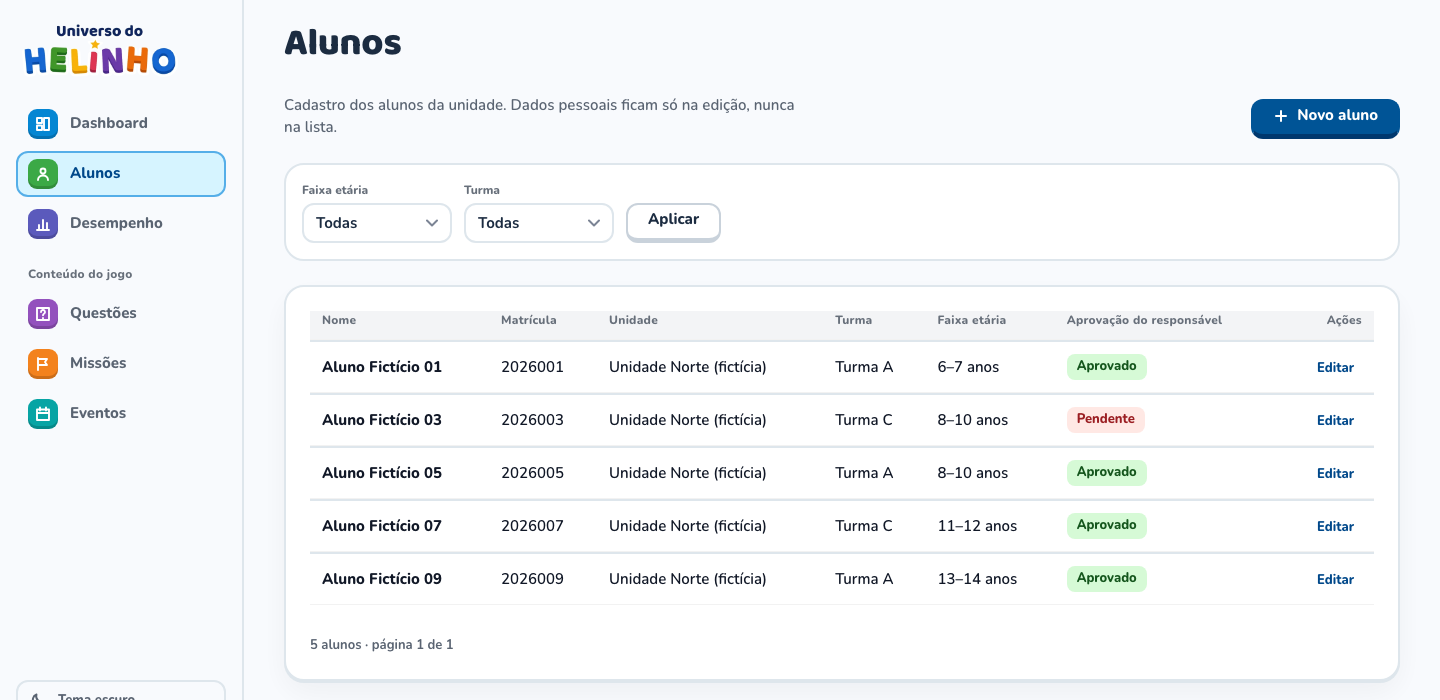 Universo do
HELINHO
Dashboard
Alunos
Desempenho
Conteúdo do jogo
Questões
Missões
Eventos
Tema escuro
Alunos
Cadastro dos alunos da unidade. Dados pessoais ficam só na edição, nunca
na lista.
+ Novo aluno
Faixa etária Turma
Todas Todas Aplicar
Nome Matrícula Unidade Turma Faixa etária Aprovação do responsável Ações
Aluno Fictício 01 2026001 Unidade Norte (fictícia) Turma A 6–7 anos Aprovado Editar
Aluno Fictício 03 2026003 Unidade Norte (fictícia) Turma C 8–10 anos Pendente Editar
Aluno Fictício 05 2026005 Unidade Norte (fictícia) Turma A 8–10 anos Aprovado Editar
Aluno Fictício 07 2026007 Unidade Norte (fictícia) Turma C 11–12 anos Aprovado Editar
Aluno Fictício 09 2026009 Unidade Norte (fictícia) Turma A 13–14 anos Aprovado Editar
5 alunos · página 1 de 1